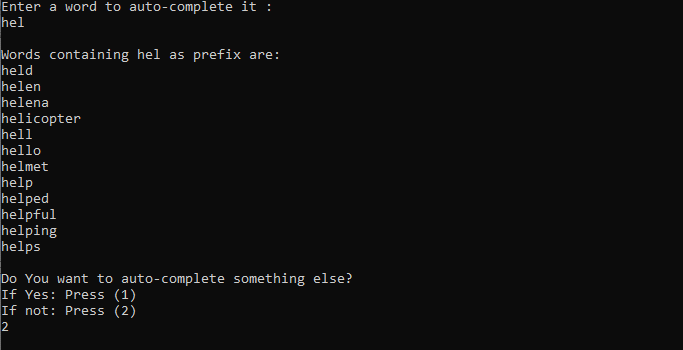 Enter a word to auto-complete it :
hel
Words containing hel as prefix are:
held
helen
helena
helicopter
hell
hello
helmet
help
helped
helpful
helping
helps
Do You want to auto-complete something else?
If Yes: Press (1)
If not: Press (2)
2